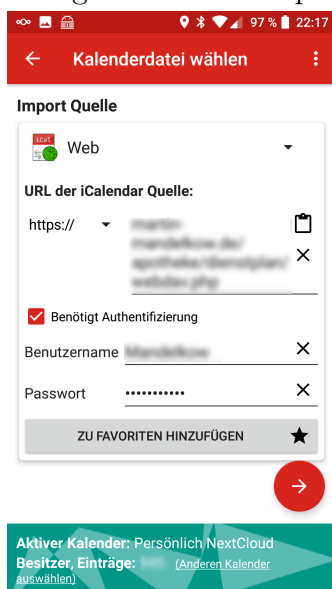 97 % 22:17
Kalenderdatei wählen
Import Quelle
iCal
Web
URL der iCalendar Quelle:
https://
Benötigt Authentifizierung
Benutzername
Passwort •••••••••••
ZU FAVORITEN HINZUFÜGEN
Aktiver Kalender: Persönlich NextCloud
Besitzer, Einträge: (Anderen Kalender
auswählen)